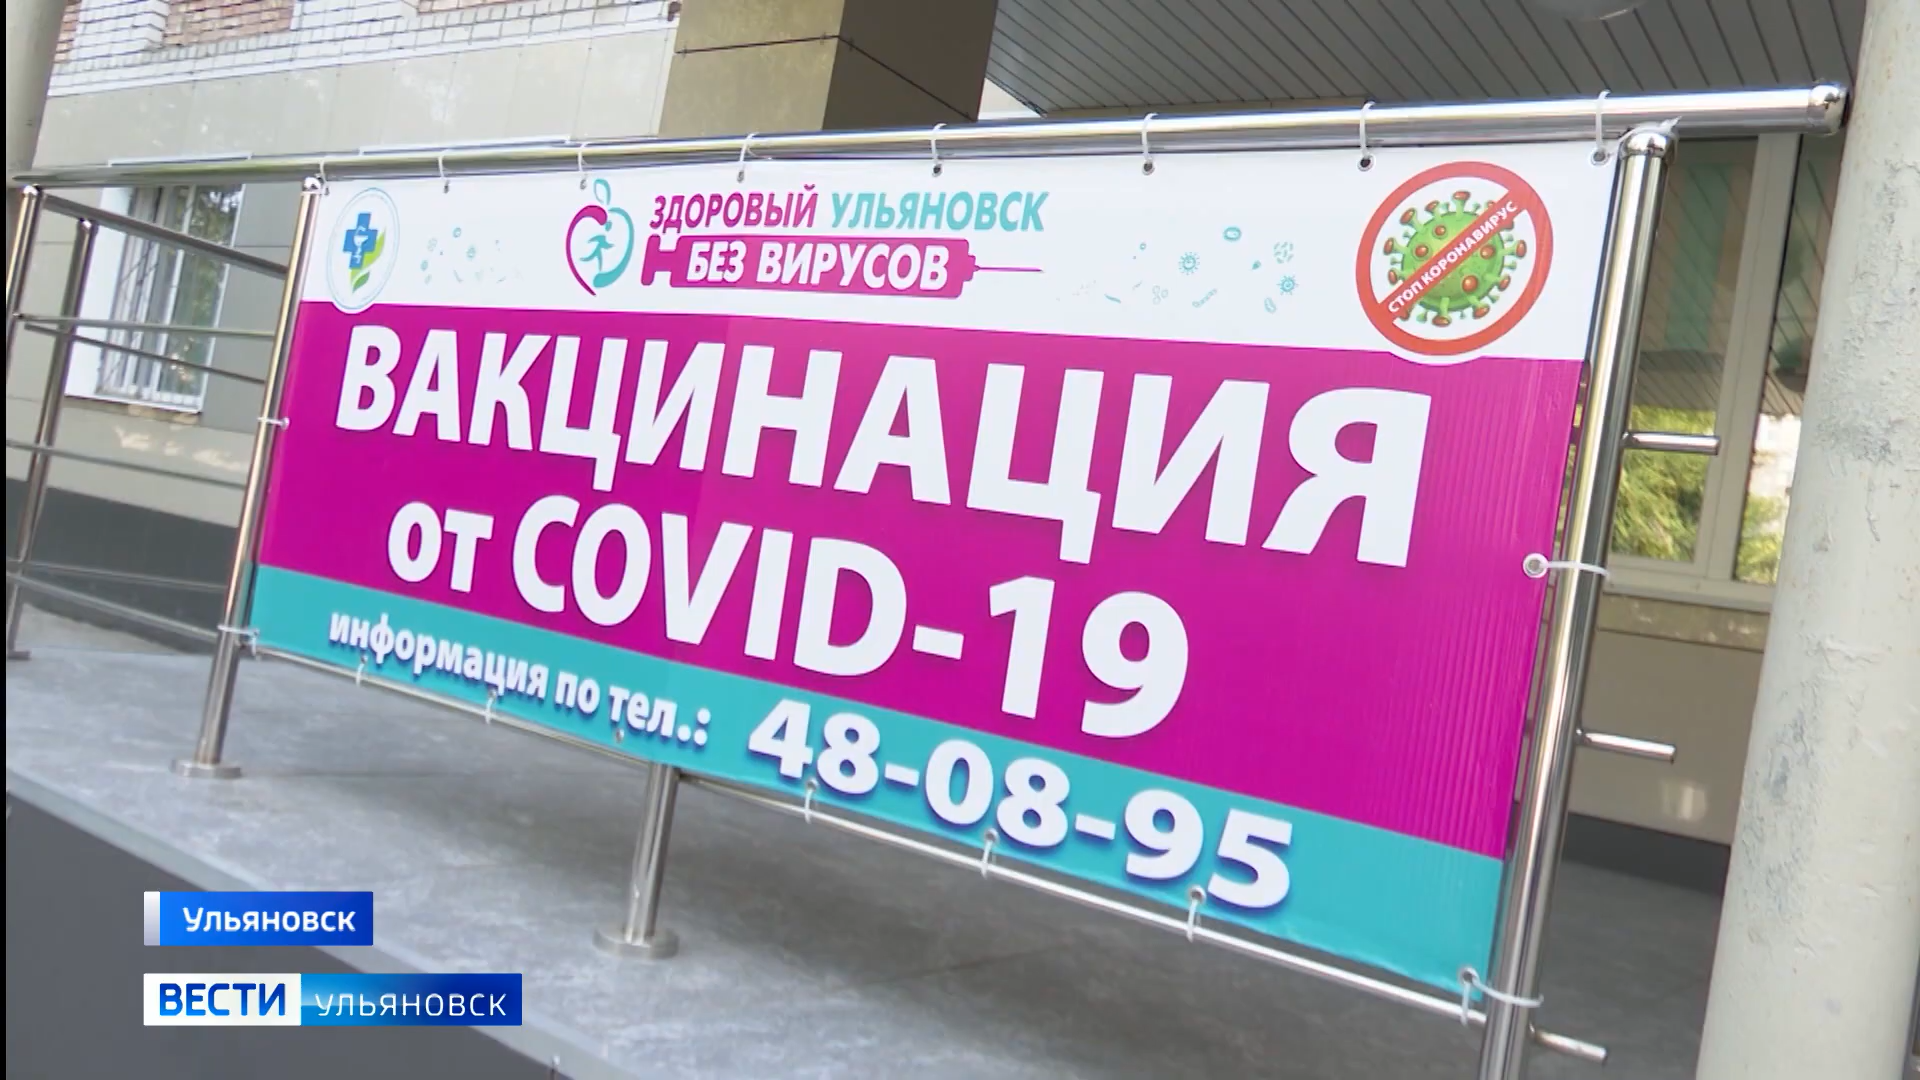 ЗДОРОВЫЙ УЛЬЯНОВСК
БЕЗ ВИРУСОВ
СТОП КОРОНАВИРУС
ВАКЦИНАЦИЯ
от COVID-19
информация по тел.: 48-08-95
Ульяновск
ВЕСТИ УЛЬЯНОВСК